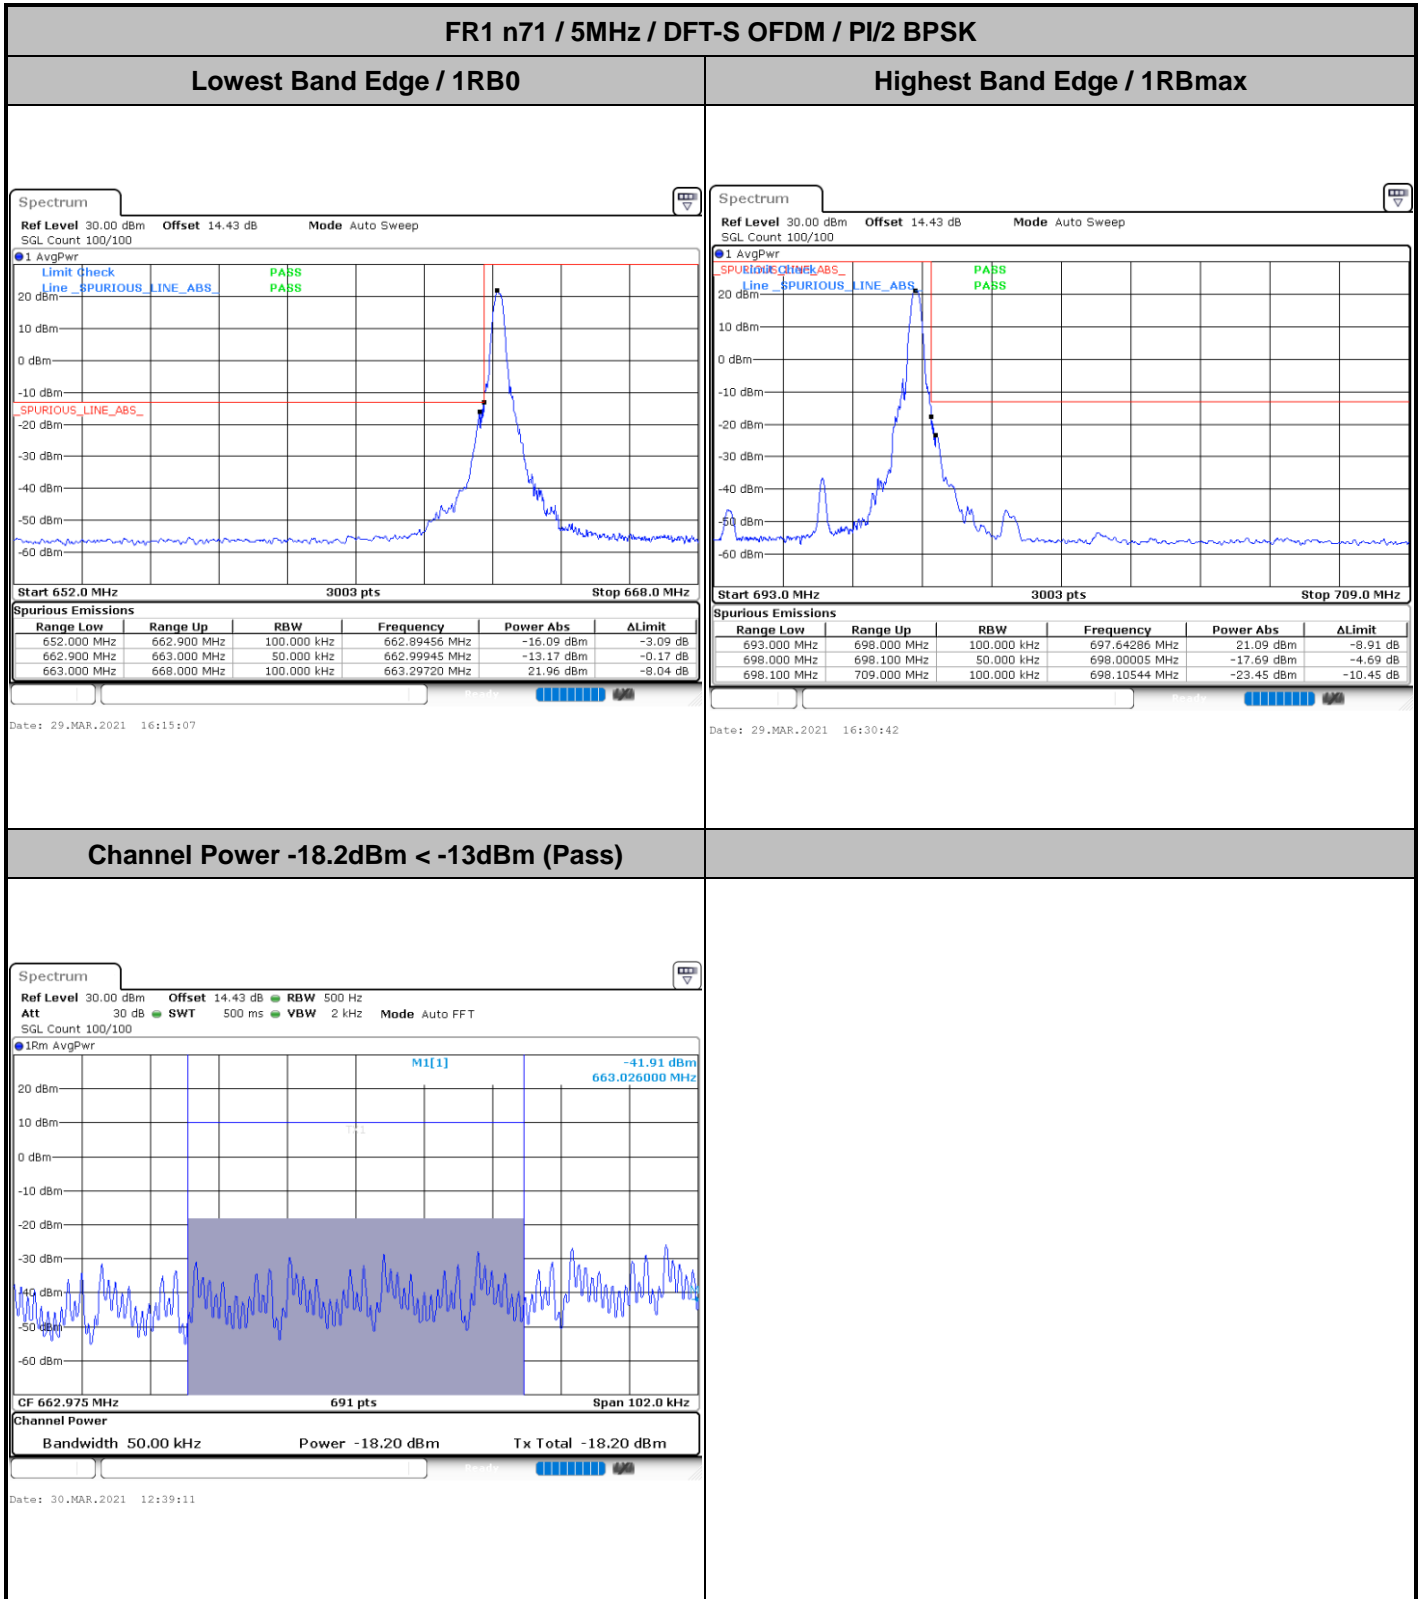 FR1 n71 / 5MHz / DFT-S OFDM / PI/2 BPSK
Lowest Band Edge / 1RB0
Highest Band Edge / 1RBmax
Spectrum
Ref Level 30.00 dBm Offset 14.43 dB Mode Auto Sweep
SGL Count 100/100
1 AvgPwr
Limit Check PASS
Line _SPURIOUS_LINE_ABS_ PASS
20 dBm
10 dBm
0 dBm
-10 dBm
_SPURIOUS_LINE_ABS_
-20 dBm
-30 dBm
-40 dBm
-50 dBm
-60 dBm
Start 652.0 MHz 3003 pts Stop 668.0 MHz
Spurious Emissions
Range Low Range Up RBW Frequency Power Abs ΔLimit
652.000 MHz 662.900 MHz 100.000 kHz 662.89456 MHz -16.09 dBm -3.09 dB
662.900 MHz 663.000 MHz 50.000 kHz 662.99945 MHz -13.17 dBm -0.17 dB
663.000 MHz 668.000 MHz 100.000 kHz 663.29720 MHz 21.96 dBm -8.04 dB
Date: 29.MAR.2021 16:15:07
Spectrum
Ref Level 30.00 dBm Offset 14.43 dB Mode Auto Sweep
SGL Count 100/100
1 AvgPwr
_SPURIOUS_LINE_ABS_
Limit Check PASS
Line _SPURIOUS_LINE_ABS_ PASS
20 dBm
10 dBm
0 dBm
-10 dBm
-20 dBm
-30 dBm
-40 dBm
-50 dBm
-60 dBm
Start 693.0 MHz 3003 pts Stop 709.0 MHz
Spurious Emissions
Range Low Range Up RBW Frequency Power Abs ΔLimit
693.000 MHz 698.000 MHz 100.000 kHz 697.64286 MHz 21.09 dBm -8.91 dB
698.000 MHz 698.100 MHz 50.000 kHz 698.00005 MHz -17.69 dBm -4.69 dB
698.100 MHz 709.000 MHz 100.000 kHz 698.10544 MHz -23.45 dBm -10.45 dB
Date: 29.MAR.2021 16:30:42
Channel Power -18.2dBm < -13dBm (Pass)
Spectrum
Ref Level 30.00 dBm Offset 14.43 dB RBW 500 Hz
Att 30 dB SWT 500 ms VBW 2 kHz Mode Auto FFT
SGL Count 100/100
1Rm AvgPwr
M1[1] -41.91 dBm
663.026000 MHz
20 dBm
10 dBm
0 dBm
-10 dBm
-20 dBm
-30 dBm
-40 dBm
-50 dBm
-60 dBm
CF 662.975 MHz 691 pts Span 102.0 kHz
Channel Power
Bandwidth 50.00 kHz Power -18.20 dBm Tx Total -18.20 dBm
Date: 30.MAR.2021 12:39:11